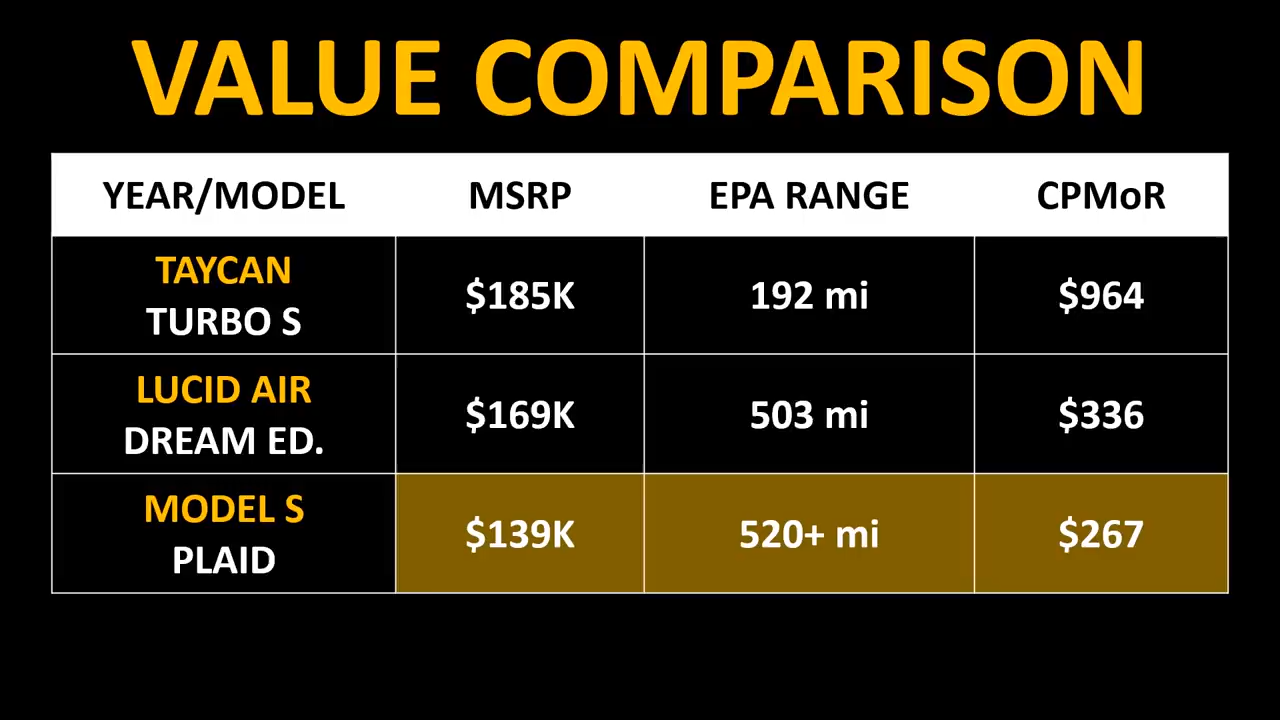 VALUE COMPARISON
YEAR/MODEL MSRP EPA RANGE CPMoR
TAYCAN
TURBO S $185K 192 mi $964
LUCID AIR
DREAM ED. $169K 503 mi $336
MODEL S
PLAID $139K 520+ mi $267